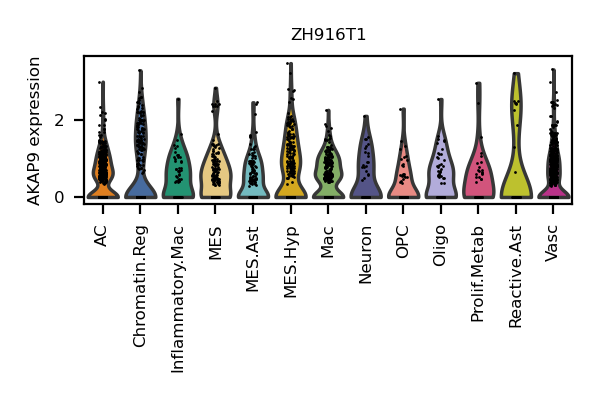 ZH916T1
AKAP9 expression
2
0
AC
Chromatin.Reg
Inflammatory.Mac
MES
MES.Ast
MES.Hyp
Mac
Neuron
OPC
Oligo
Prolif.Metab
Reactive.Ast
Vasc